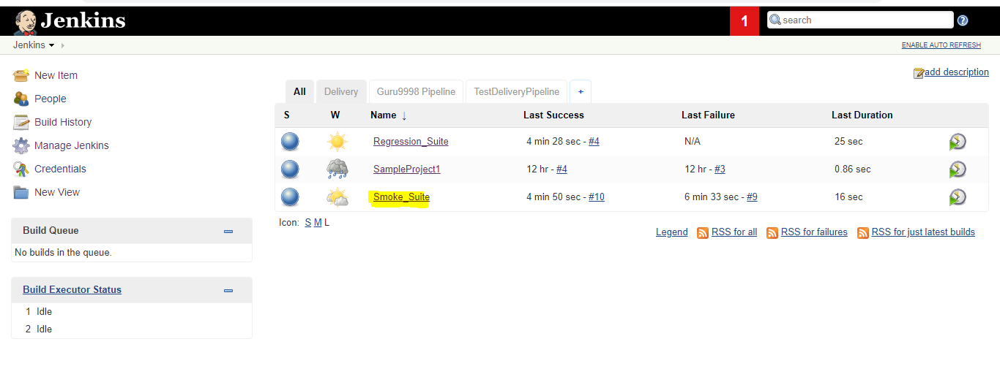 Jenkins
1
search
Jenkins
ENABLE AUTO REFRESH
New Item
People
Build History
Manage Jenkins
Credentials
New View
Build Queue
No builds in the queue.
Build Executor Status
1 Idle
2 Idle
add description
All Delivery Guru9998 Pipeline TestDeliveryPipeline +
S W Name ↓ Last Success Last Failure Last Duration
Regression_Suite 4 min 28 sec - #4 N/A 25 sec
SampleProject1 12 hr - #4 12 hr - #3 0.86 sec
Smoke_Suite 4 min 50 sec - #10 6 min 33 sec - #9 16 sec
Icon: S M L
Legend RSS for all RSS for failures RSS for just latest builds